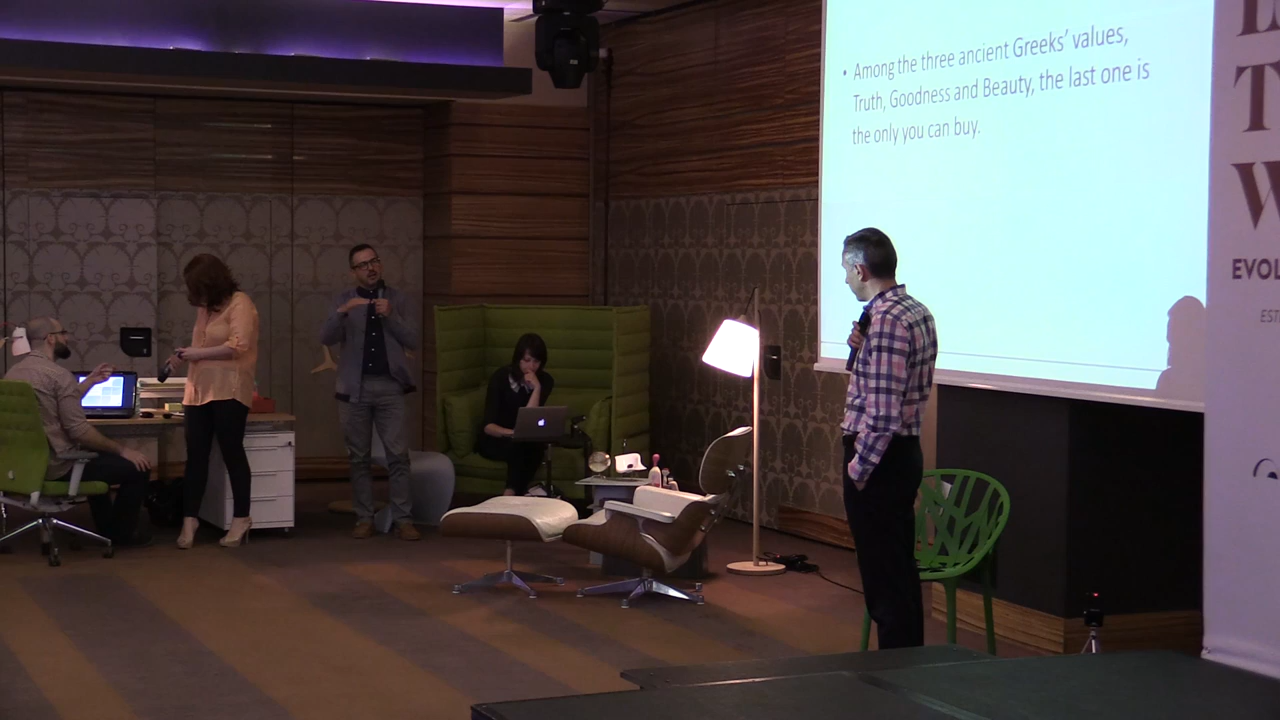 • Among the three ancient Greeks' values,
Truth, Goodness and Beauty, the last one is
the only you can buy.
T
W
EVOL
EST